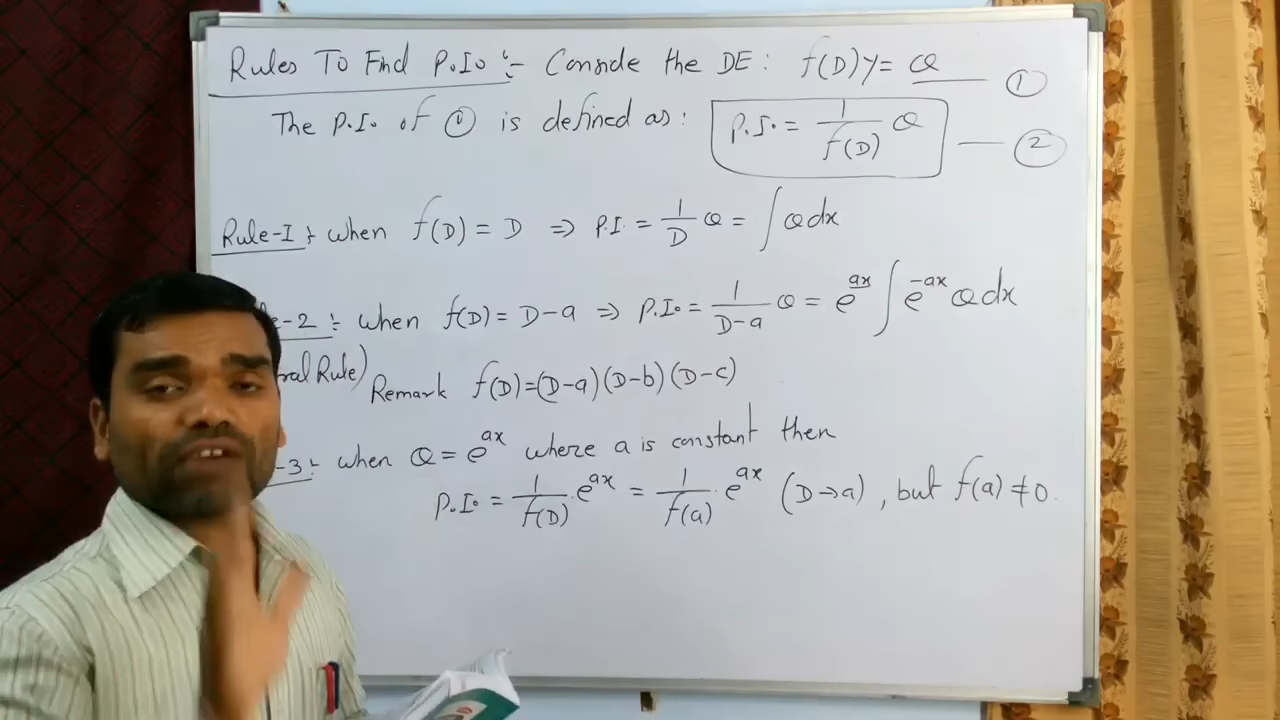 Rules To Find P.I. :- Conside the DE : f(D)y = Q —— ①
The P.I. of ① is defined as : P.I. = 1/f(D) Q —— ②
Rule-I :- when f(D) = D ⇒ P.I. = 1/D Q = ∫ Q dx
e-2 :- when f(D) = D-a ⇒ P.I. = 1/(D-a) Q = e^{ax} ∫ e^{-ax} Q dx
ral Rule) Remark f(D)=(D-a)(D-b)(D-c)
-3 :- when Q = e^{ax} where a is constant then
P.I. = 1/f(D) . e^{ax} = 1/f(a) . e^{ax} (D→a) , but f(a) ≠ 0.